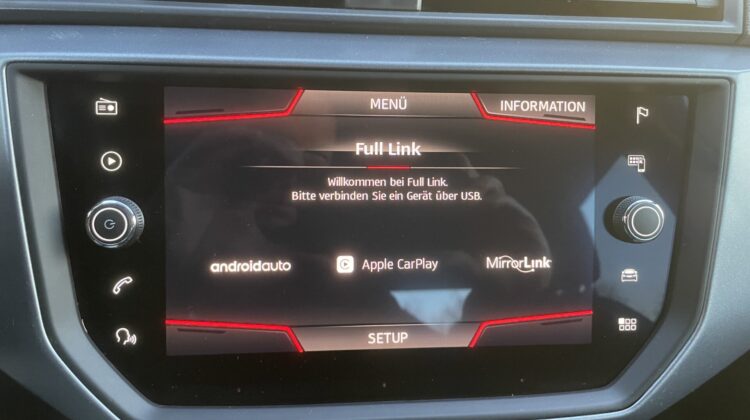 MENÜ
INFORMATION
Full Link
Willkommen bei Full Link.
Bitte verbinden Sie ein Gerät über USB.
androidauto
Apple CarPlay
MirrorLink
SETUP